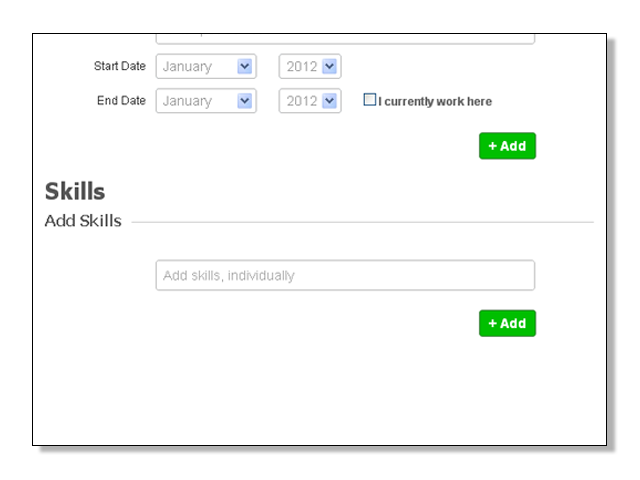 Start Date January 2012
End Date January 2012 I currently work here
+ Add
Skills
Add Skills
Add skills, individually
+ Add